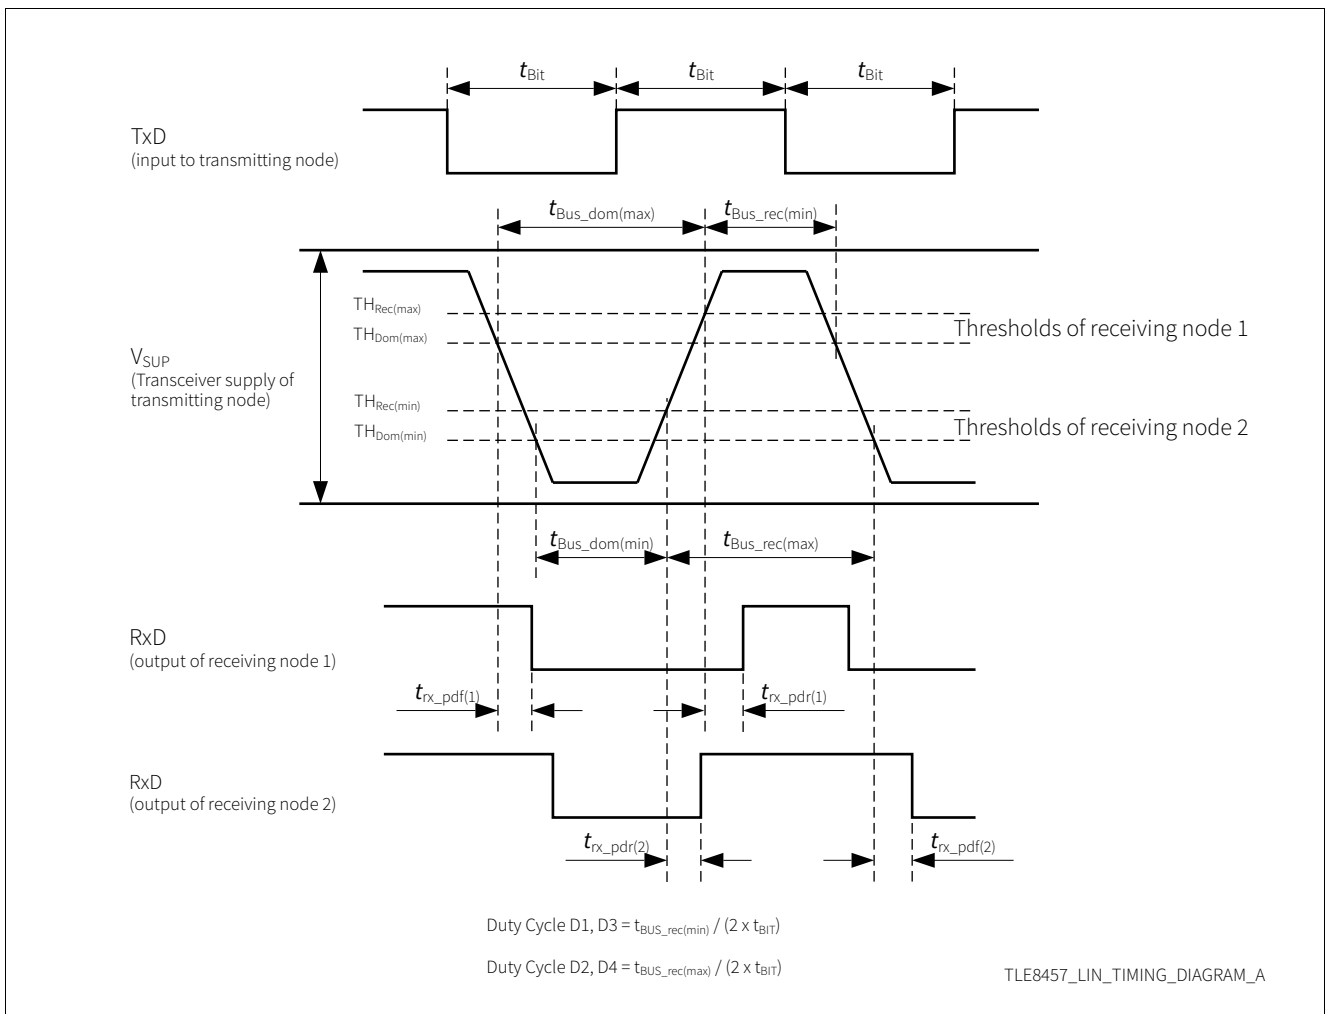 tBit tBit tBit
TxD
(input to transmitting node)
tBus_dom(max) tBus_rec(min)
THRec(max)
Thresholds of receiving node 1
THDom(max)
VSUP
(Transceiver supply of
transmitting node)
THRec(min)
Thresholds of receiving node 2
THDom(min)
tBus_dom(min) tBus_rec(max)
RxD
(output of receiving node 1)
trx_pdf(1) trx_pdr(1)
RxD
(output of receiving node 2)
trx_pdr(2) trx_pdf(2)
Duty Cycle D1, D3 = tBUS_rec(min) / (2 x tBIT)
Duty Cycle D2, D4 = tBUS_rec(max) / (2 x tBIT)
TLE8457_LIN_TIMING_DIAGRAM_A